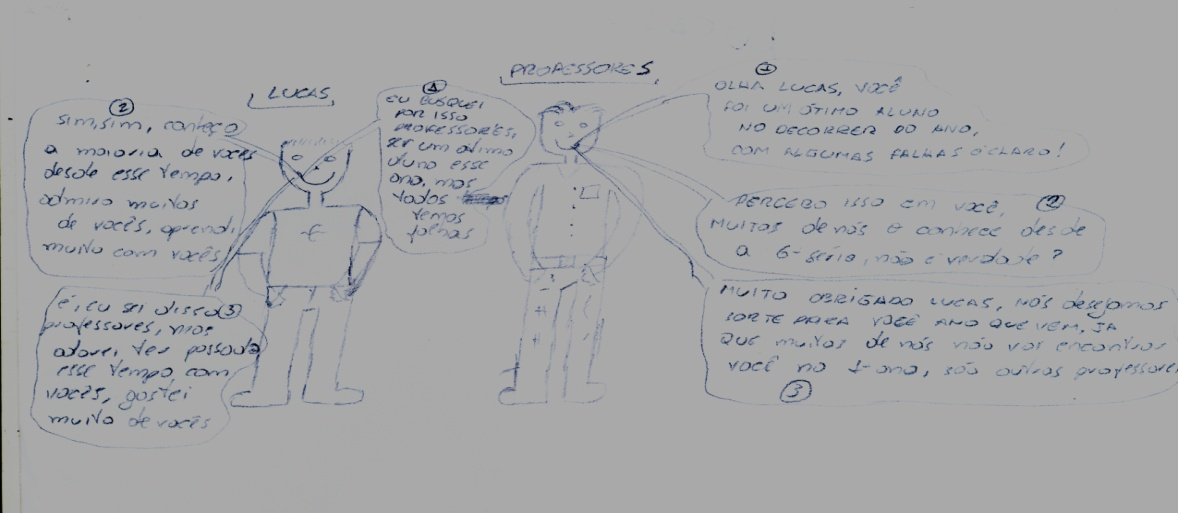 LUCAS
PROFESSORES
①
OLHA LUCAS, VOCÊ
FOI UM ÓTIMO ALUNO
NO DECORRER DO ANO,
COM ALGUMAS FALHAS É CLARO!
①
EU BUSQUEI
POR ISSO
PROFESSORES,
SER UM ótimo
aluno esse
ano, mas
todos
temos
falhas
②
PERCEBO ISSO EM VOCÊ,
MUITOS de nós o conhece desde
a 6-série, não é verdade?
②
sim, sim, conheço
a maioria de vocês
desde esse tempo,
admiro muitos
de vocês, aprendi
muito com vocês
③
MUITO OBRIGADO LUCAS, NÓS desejamos
SORTE PARA VOCÊ ANO QUE VEM, JA
QUE muitos de nós não vai encontrar
você no 1-ano, são outros professores
③
é, eu sei disso
professores, mas
adorei, ter passado
esse tempo com
vocês, gostei
muito de vocês